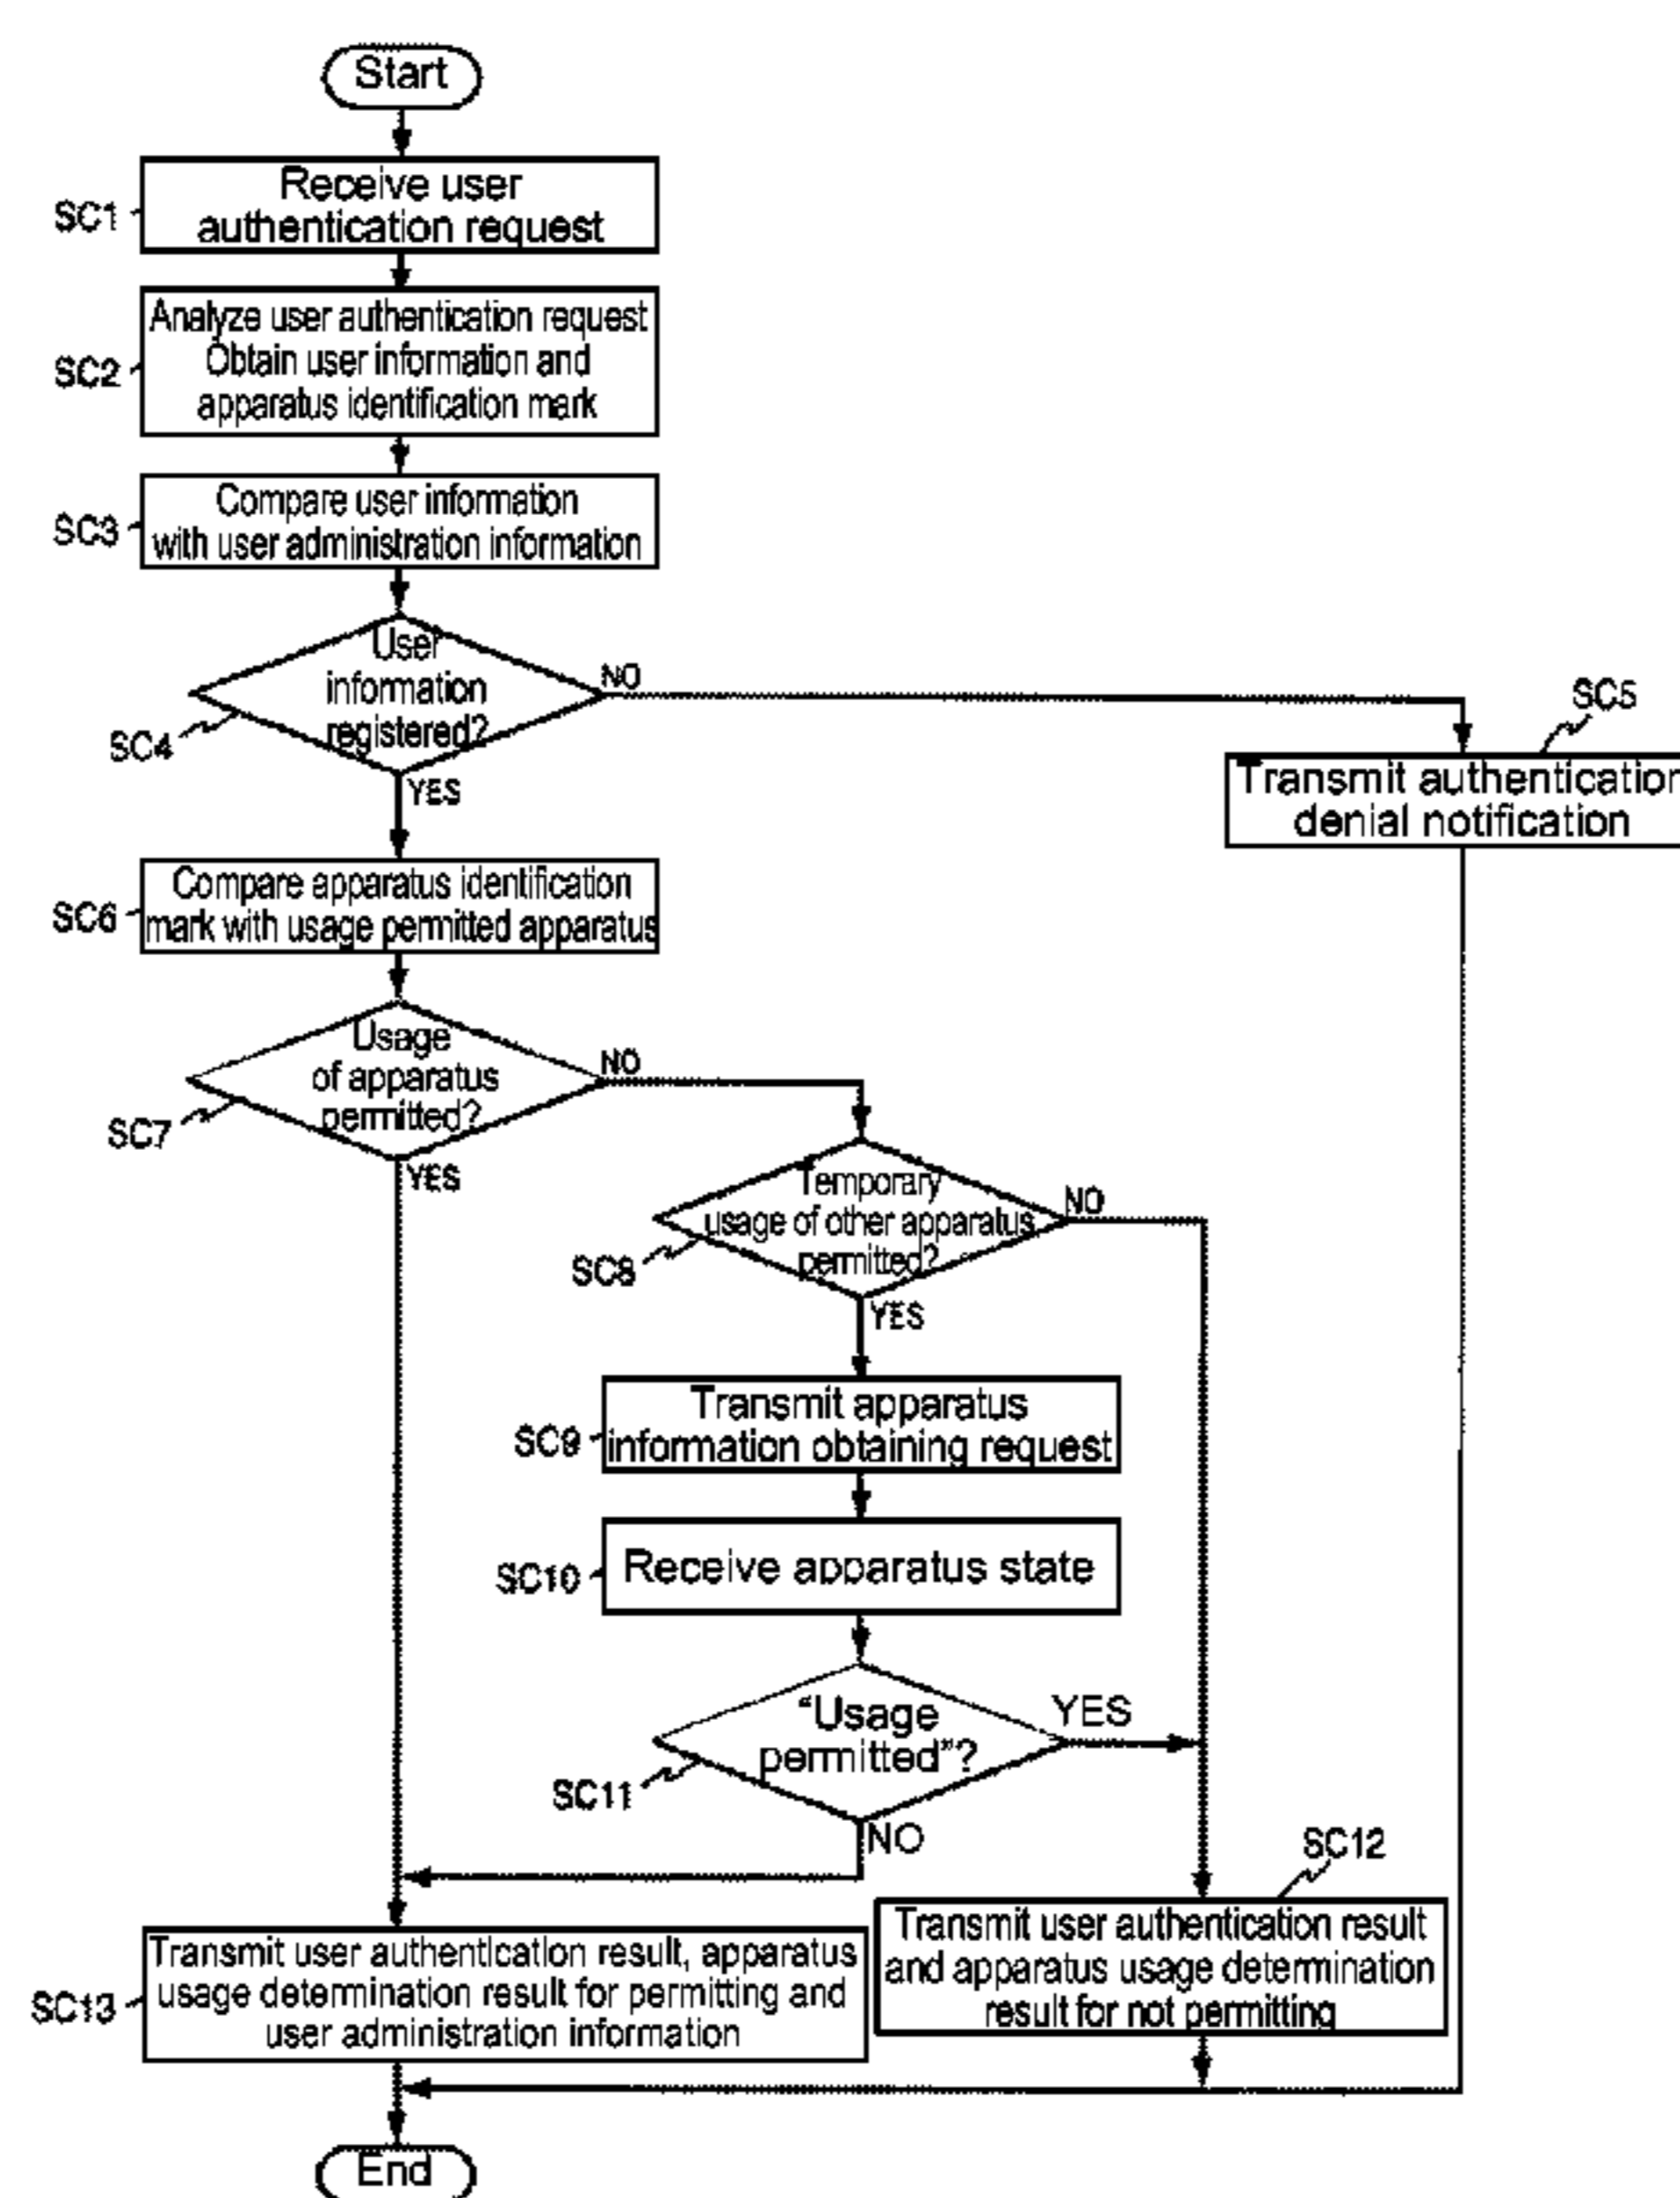 Start
SC1
Receive user
authentication request
SC2
Analyze user authentication request
Obtain user information and
apparatus identification mark
SC3
Compare user information
with user administration information
User
information
registered?
SC4
NO
YES
SC5
Transmit authentication
denial notification
SC6
Compare apparatus identification
mark with usage permitted apparatus
Usage
of apparatus
permitted?
SC7
NO
YES
Temporary
usage of other apparatus
permitted?
SC8
NO
YES
SC9
Transmit apparatus
information obtaining request
SC10
Receive apparatus state
“Usage
permitted”?
SC11
YES
NO
SC12
Transmit user authentication result
and apparatus usage determination
result for not permitting
SC13
Transmit user authentication result, apparatus
usage determination result for permitting and
user administration information
End